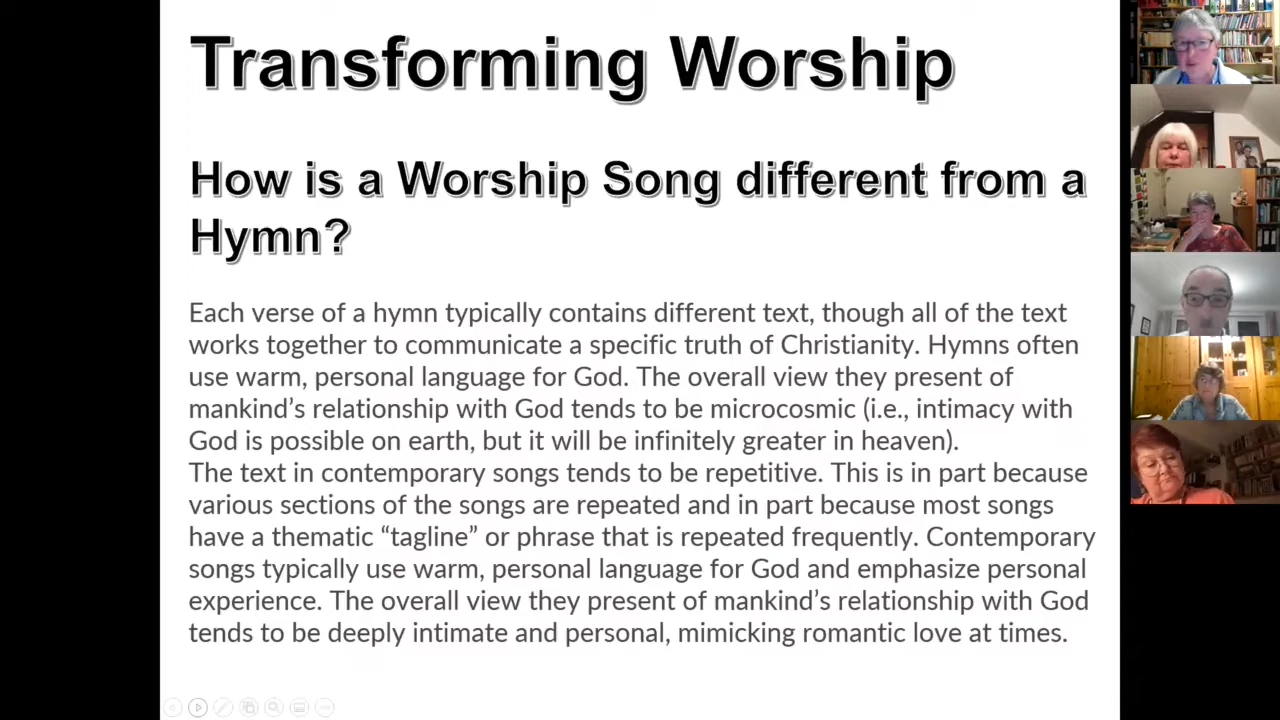 Transforming Worship
How is a Worship Song different from a
Hymn?
Each verse of a hymn typically contains different text, though all of the text
works together to communicate a specific truth of Christianity. Hymns often
use warm, personal language for God. The overall view they present of
mankind’s relationship with God tends to be microcosmic (i.e., intimacy with
God is possible on earth, but it will be infinitely greater in heaven).
The text in contemporary songs tends to be repetitive. This is in part because
various sections of the songs are repeated and in part because most songs
have a thematic “tagline” or phrase that is repeated frequently. Contemporary
songs typically use warm, personal language for God and emphasize personal
experience. The overall view they present of mankind’s relationship with God
tends to be deeply intimate and personal, mimicking romantic love at times.